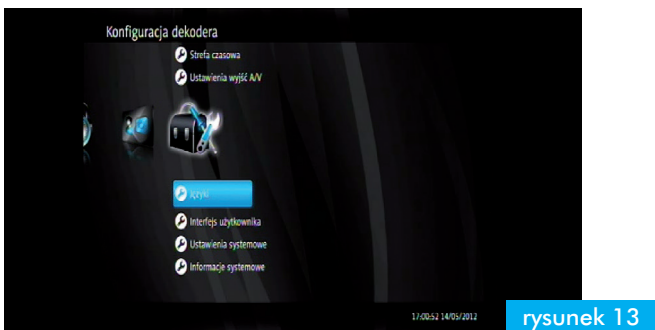 Konfiguracja dekodera
Strefa czasowa
Ustawienia wyjść A/V
Języki
Interfejs użytkownika
Ustawienia systemowe
Informacje systemowe
17:00:52 14/05/2012
rysunek 13